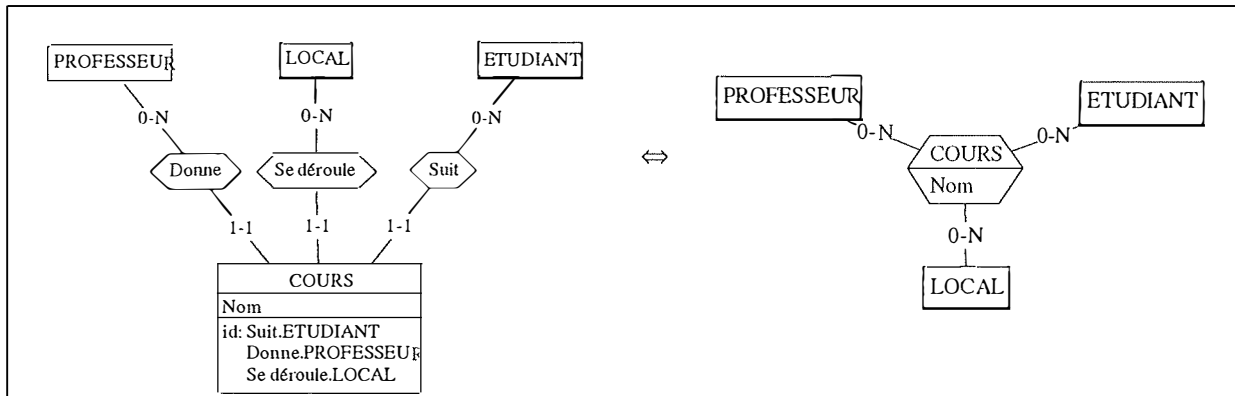 PROFESSEUR
LOCAL
ETUDIANT
0-N
0-N
0-N
Donne
Se déroule
Suit
1-1
1-1
1-1
COURS
Nom
id: Suit.ETUDIANT
Donne.PROFESSEUR
Se déroule.LOCAL
⇔
PROFESSEUR
ETUDIANT
0-N
0-N
COURS
Nom
0-N
LOCAL